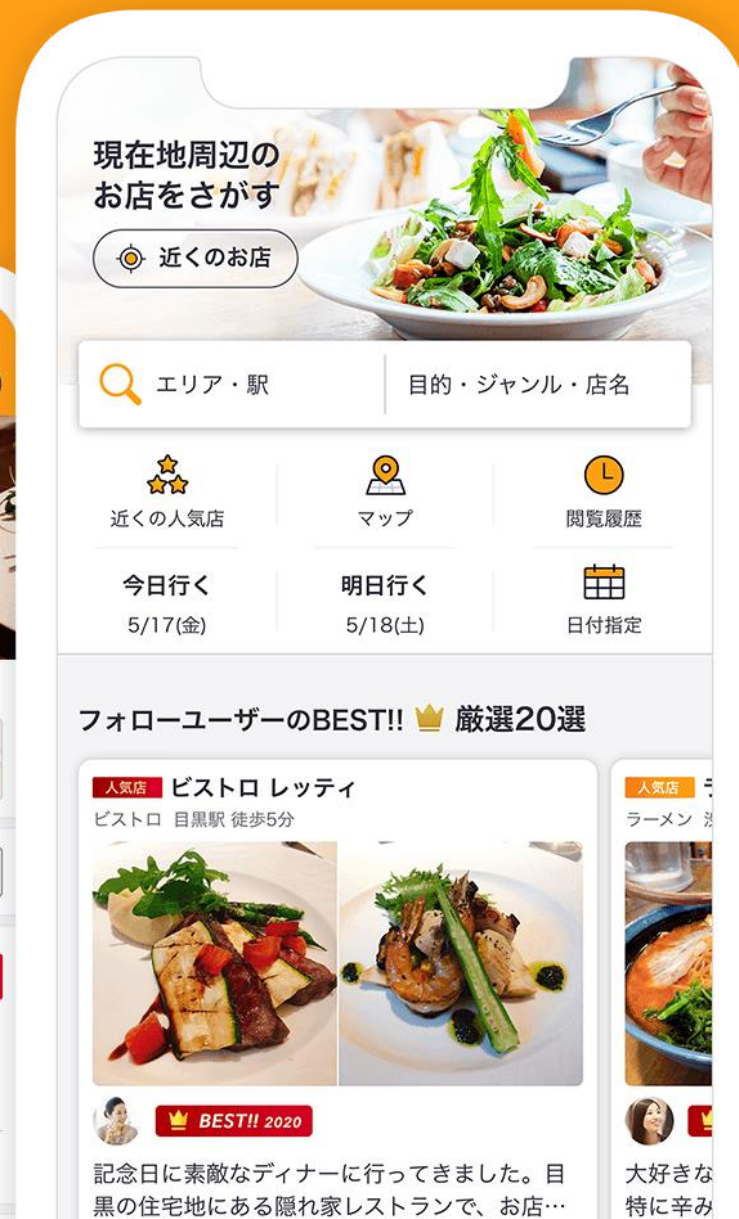 現在地周辺の
お店をさがす
近くのお店
エリア・駅
目的・ジャンル・店名
近くの人気店
マップ
閲覧履歴
今日行く
明日行く
5/17(金)
5/18(土)
日付指定
フォローユーザーのBEST!! 厳選20選
人気店 ビストロ レッティ
ビストロ 目黒駅 徒歩5分
BEST!! 2020
記念日に素敵なディナーに行ってきました。目
黒の住宅地にある隠れ家レストランで、お店…
人気店
ラーメン
大好きな
特に辛み